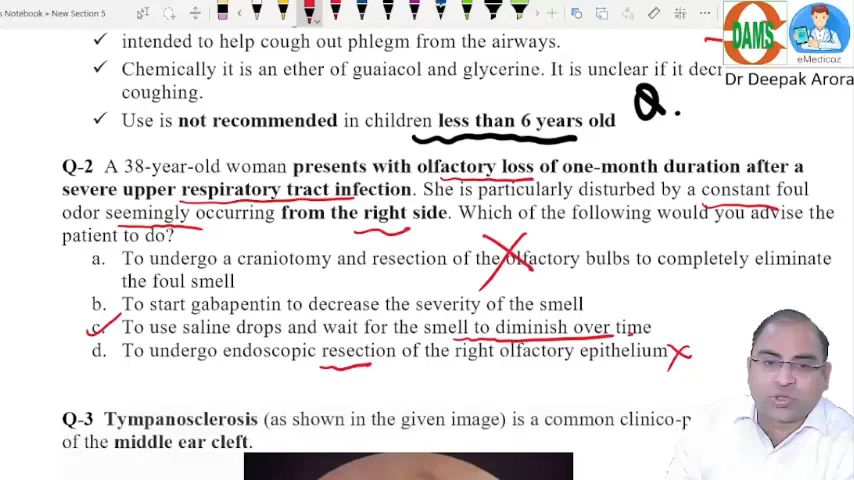 s Notebook » New Section 5
intended to help cough out phlegm from the airways.
DAMS
eMedicoz
Dr Deepak Arora
✓ Chemically it is an ether of guaiacol and glycerine. It is unclear if it decr
coughing.
Q.
✓ Use is not recommended in children less than 6 years old
Q-2 A 38-year-old woman presents with olfactory loss of one-month duration after a
severe upper respiratory tract infection. She is particularly disturbed by a constant foul
odor seemingly occurring from the right side. Which of the following would you advise the
patient to do?
a. To undergo a craniotomy and resection of the olfactory bulbs to completely eliminate
the foul smell
b. To start gabapentin to decrease the severity of the smell
c. To use saline drops and wait for the smell to diminish over time
d. To undergo endoscopic resection of the right olfactory epithelium
Q-3 Tympanosclerosis (as shown in the given image) is a common clinico-p
of the middle ear cleft.